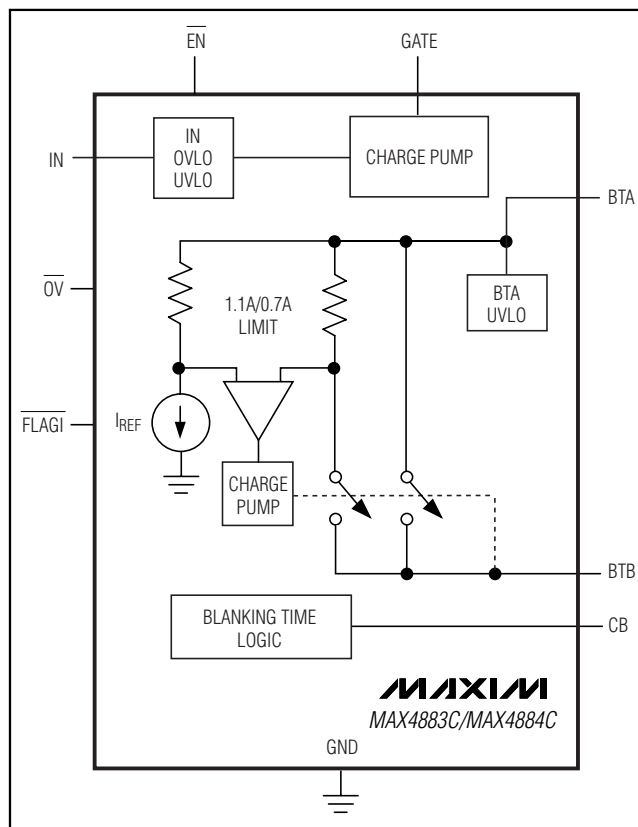 EN
GATE
IN
IN
OVLO
UVLO
CHARGE PUMP
BTA
OV
1.1A/0.7A
LIMIT
BTA
UVLO
FLAGI
IREF
CHARGE
PUMP
BTB
BLANKING TIME
LOGIC
CB
MAXIM
MAX4883C/MAX4884C
GND